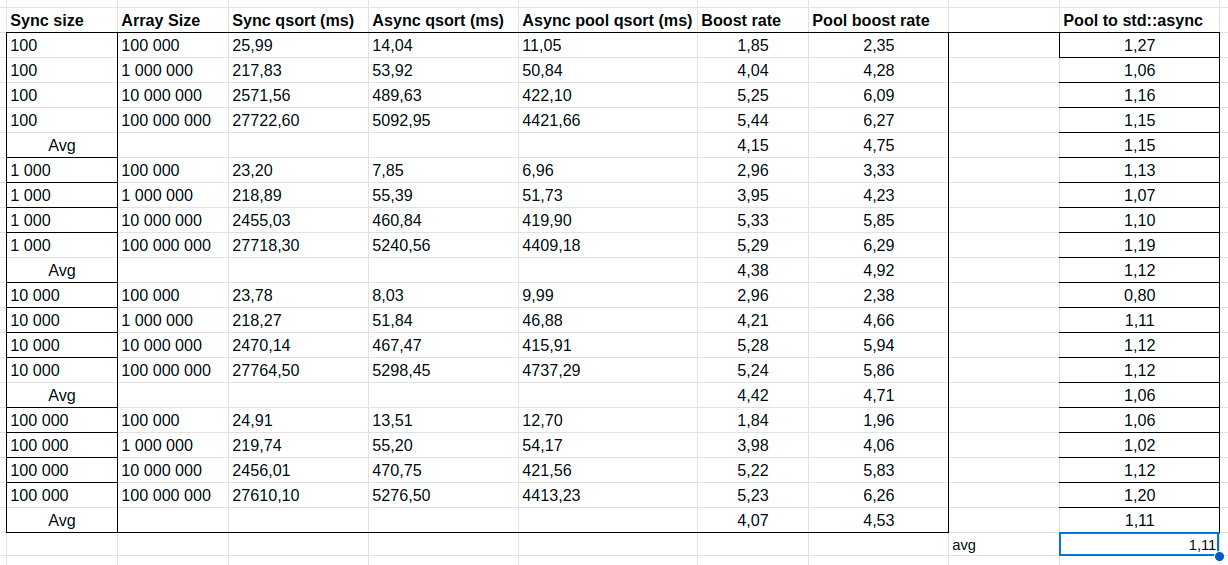 Sync size Array Size Sync qsort (ms) Async qsort (ms) Async pool qsort (ms) Boost rate Pool boost rate Pool to std::async
100 100 000 25,99 14,04 11,05 1,85 2,35 1,27
100 1 000 000 217,83 53,92 50,84 4,04 4,28 1,06
100 10 000 000 2571,56 489,63 422,10 5,25 6,09 1,16
100 100 000 000 27722,60 5092,95 4421,66 5,44 6,27 1,15
Avg 4,15 4,75 1,15
1 000 100 000 23,20 7,85 6,96 2,96 3,33 1,13
1 000 1 000 000 218,89 55,39 51,73 3,95 4,23 1,07
1 000 10 000 000 2455,03 460,84 419,90 5,33 5,85 1,10
1 000 100 000 000 27718,30 5240,56 4409,18 5,29 6,29 1,19
Avg 4,38 4,92 1,12
10 000 100 000 23,78 8,03 9,99 2,96 2,38 0,80
10 000 1 000 000 218,27 51,84 46,88 4,21 4,66 1,11
10 000 10 000 000 2470,14 467,47 415,91 5,28 5,94 1,12
10 000 100 000 000 27764,50 5298,45 4737,29 5,24 5,86 1,12
Avg 4,42 4,71 1,06
100 000 100 000 24,91 13,51 12,70 1,84 1,96 1,06
100 000 1 000 000 219,74 55,20 54,17 3,98 4,06 1,02
100 000 10 000 000 2456,01 470,75 421,56 5,22 5,83 1,12
100 000 100 000 000 27610,10 5276,50 4413,23 5,23 6,26 1,20
Avg 4,07 4,53 1,11
avg 1,11